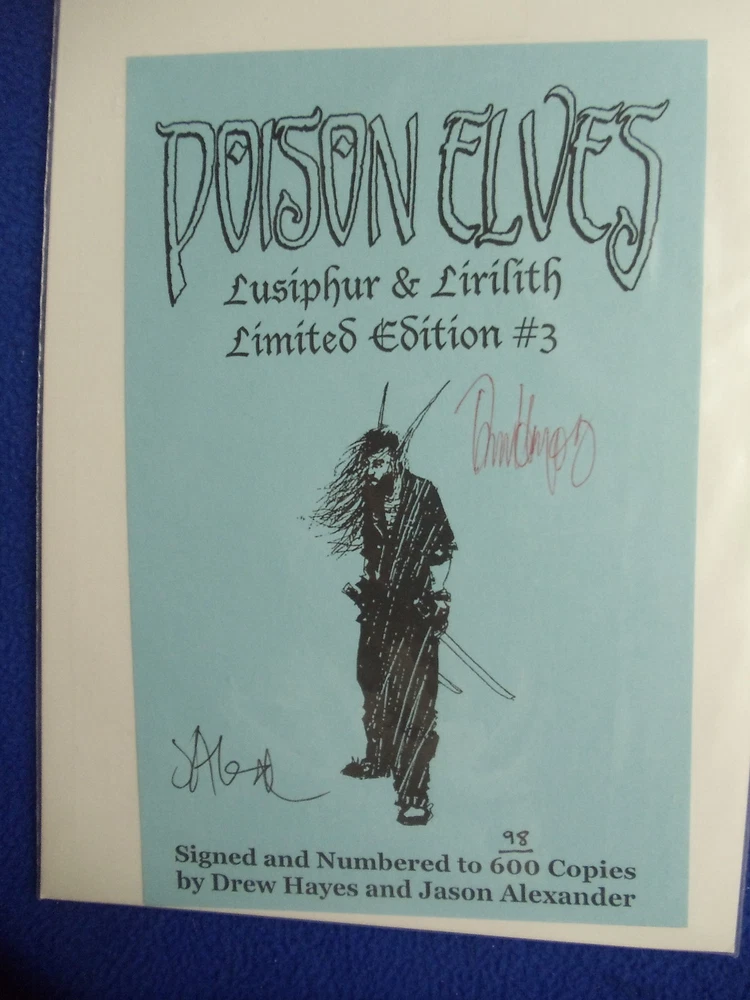 POISON ELVES
Lusiphur & Lirilith
Limited Edition #3
98
Signed and Numbered to 600 Copies
by Drew Hayes and Jason Alexander